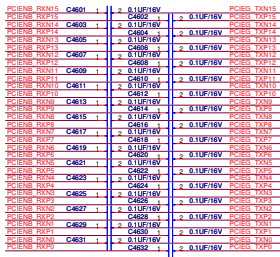 PCIENB_RXN15 C4601 1 2 0.1UF/16V PCIEG_TXN15
PCIENB_RXP15 C4602 1 2 0.1UF/16V PCIEG_TXP15
PCIENB_RXN14 C4603 1 2 0.1UF/16V PCIEG_TXN14
PCIENB_RXP14 C4604 1 2 0.1UF/16V PCIEG_TXP14
PCIENB_RXN13 C4605 1 2 0.1UF/16V PCIEG_TXN13
PCIENB_RXP13 C4606 1 2 0.1UF/16V PCIEG_TXP13
PCIENB_RXN12 C4607 1 2 0.1UF/16V PCIEG_TXN12
PCIENB_RXP12 C4608 1 2 0.1UF/16V PCIEG_TXP12
PCIENB_RXN11 C4609 1 2 0.1UF/16V PCIEG_TXN11
PCIENB_RXP11 C4610 1 2 0.1UF/16V PCIEG_TXP11
PCIENB_RXN10 C4611 1 2 0.1UF/16V PCIEG_TXN10
PCIENB_RXP10 C4612 1 2 0.1UF/16V PCIEG_TXP10
PCIENB_RXN9 C4613 1 2 0.1UF/16V PCIEG_TXN9
PCIENB_RXP9 C4614 1 2 0.1UF/16V PCIEG_TXP9
PCIENB_RXN8 C4615 1 2 0.1UF/16V PCIEG_TXN8
PCIENB_RXP8 C4616 1 2 0.1UF/16V PCIEG_TXP8
PCIENB_RXN7 C4617 1 2 0.1UF/16V PCIEG_TXN7
PCIENB_RXP7 C4618 1 2 0.1UF/16V PCIEG_TXP7
PCIENB_RXN6 C4619 1 2 0.1UF/16V PCIEG_TXN6
PCIENB_RXP6 C4620 1 2 0.1UF/16V PCIEG_TXP6
PCIENB_RXN5 C4621 1 2 0.1UF/16V PCIEG_TXN5
PCIENB_RXP5 C4622 1 2 0.1UF/16V PCIEG_TXP5
PCIENB_RXN4 C4623 1 2 0.1UF/16V PCIEG_TXN4
PCIENB_RXP4 C4624 1 2 0.1UF/16V PCIEG_TXP4
PCIENB_RXN3 C4625 1 2 0.1UF/16V PCIEG_TXN3
PCIENB_RXP3 C4626 1 2 0.1UF/16V PCIEG_TXP3
PCIENB_RXN2 C4627 1 2 0.1UF/16V PCIEG_TXN2
PCIENB_RXP2 C4628 1 2 0.1UF/16V PCIEG_TXP2
PCIENB_RXN1 C4629 1 2 0.1UF/16V PCIEG_TXN1
PCIENB_RXP1 C4630 1 2 0.1UF/16V PCIEG_TXP1
PCIENB_RXN0 C4631 1 2 0.1UF/16V PCIEG_TXN0
PCIENB_RXP0 C4632 1 2 0.1UF/16V PCIEG_TXP0